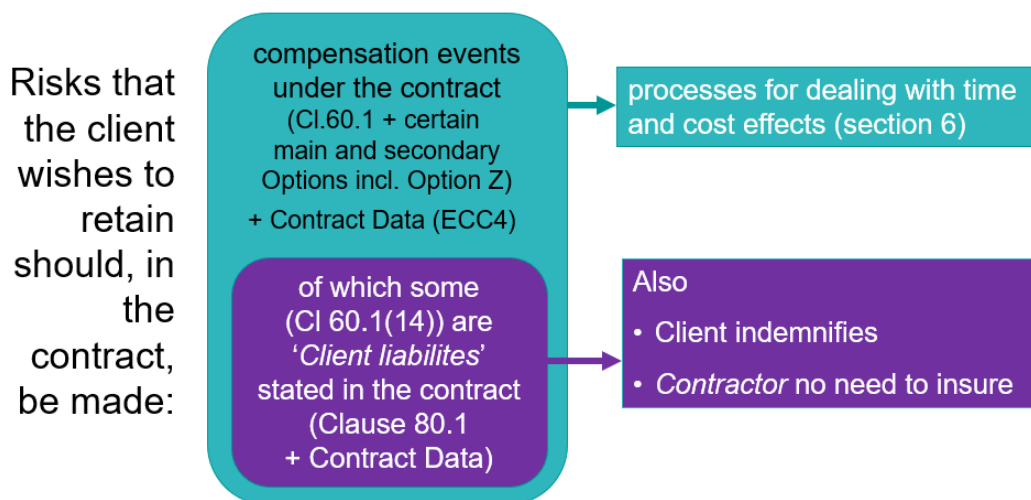 Risks that
the client
wishes to
retain
should, in
the
contract,
be made:
compensation events
under the contract
(Cl.60.1 + certain
main and secondary
Options incl. Option Z)
+ Contract Data (ECC4)
of which some
(Cl 60.1(14)) are
‘Client liabilites’
stated in the contract
(Clause 80.1
+ Contract Data)
processes for dealing with time
and cost effects (section 6)
Also
• Client indemnifies
• Contractor no need to insure